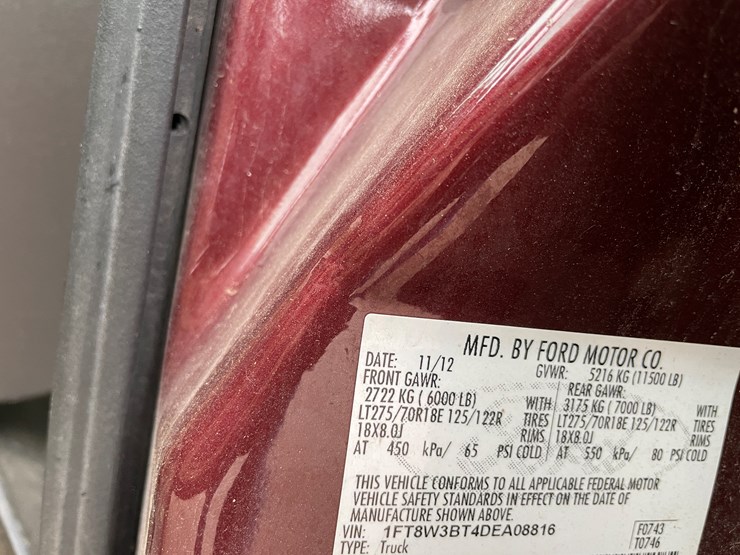 MFD. BY FORD MOTOR CO.
DATE: 11/12 GVWR: 5216 KG (11500 LB)
FRONT GAWR: REAR GAWR:
2722 KG ( 6000 LB) WITH 3175 KG ( 7000 LB) WITH
LT275/70R18E 125/122R TIRES LT275/70R18E 125/122R TIRES
18X8.0J RIMS 18X8.0J RIMS
AT 450 kPa/ 65 PSI COLD AT 550 kPa/ 80 PSI COLD
THIS VEHICLE CONFORMS TO ALL APPLICABLE FEDERAL MOTOR
VEHICLE SAFETY STANDARDS IN EFFECT ON THE DATE OF
MANUFACTURE SHOWN ABOVE.
VIN: 1FT8W3BT4DEA08816 F0743
TYPE: Truck T0746